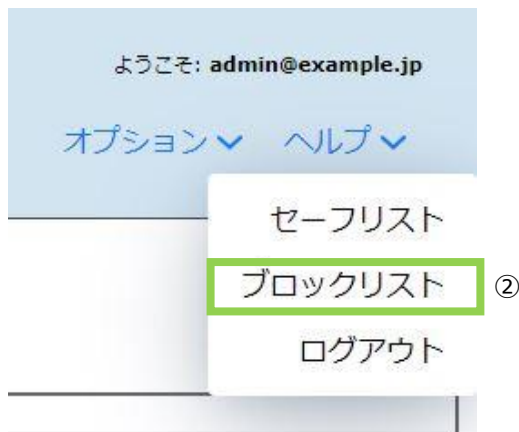 ようこそ: admin@example.jp
オプション ヘルプ
セーフリスト
ブロックリスト ②
ログアウト